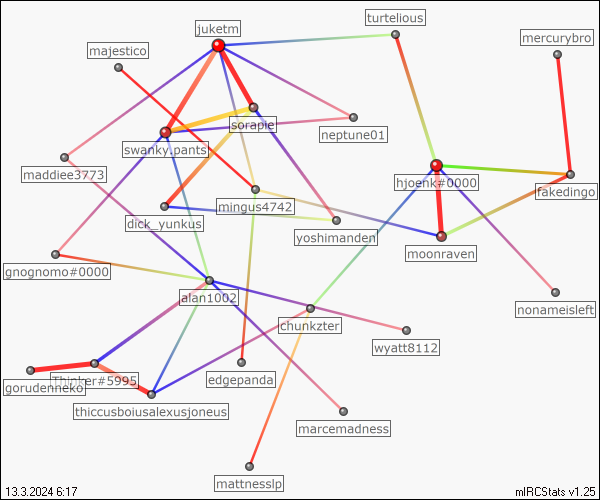 turtelious
juketm
mercurybro
majestico
sorapie
neptune01
swanky.pants
maddiee3773
hjoenk#0000
fakedingo
mingus4742
dick_yunkus
yoshimanden
moonraven
gnognomo#0000
alan1002
nonameisleft
chunkzter
wyatt8112
edgepanda
Thinker#5995
gorudenneko
thiccusboiusalexusjoneus
marcemadness
mattnesslp
13.3.2024 6:17
mIRCStats v1.25